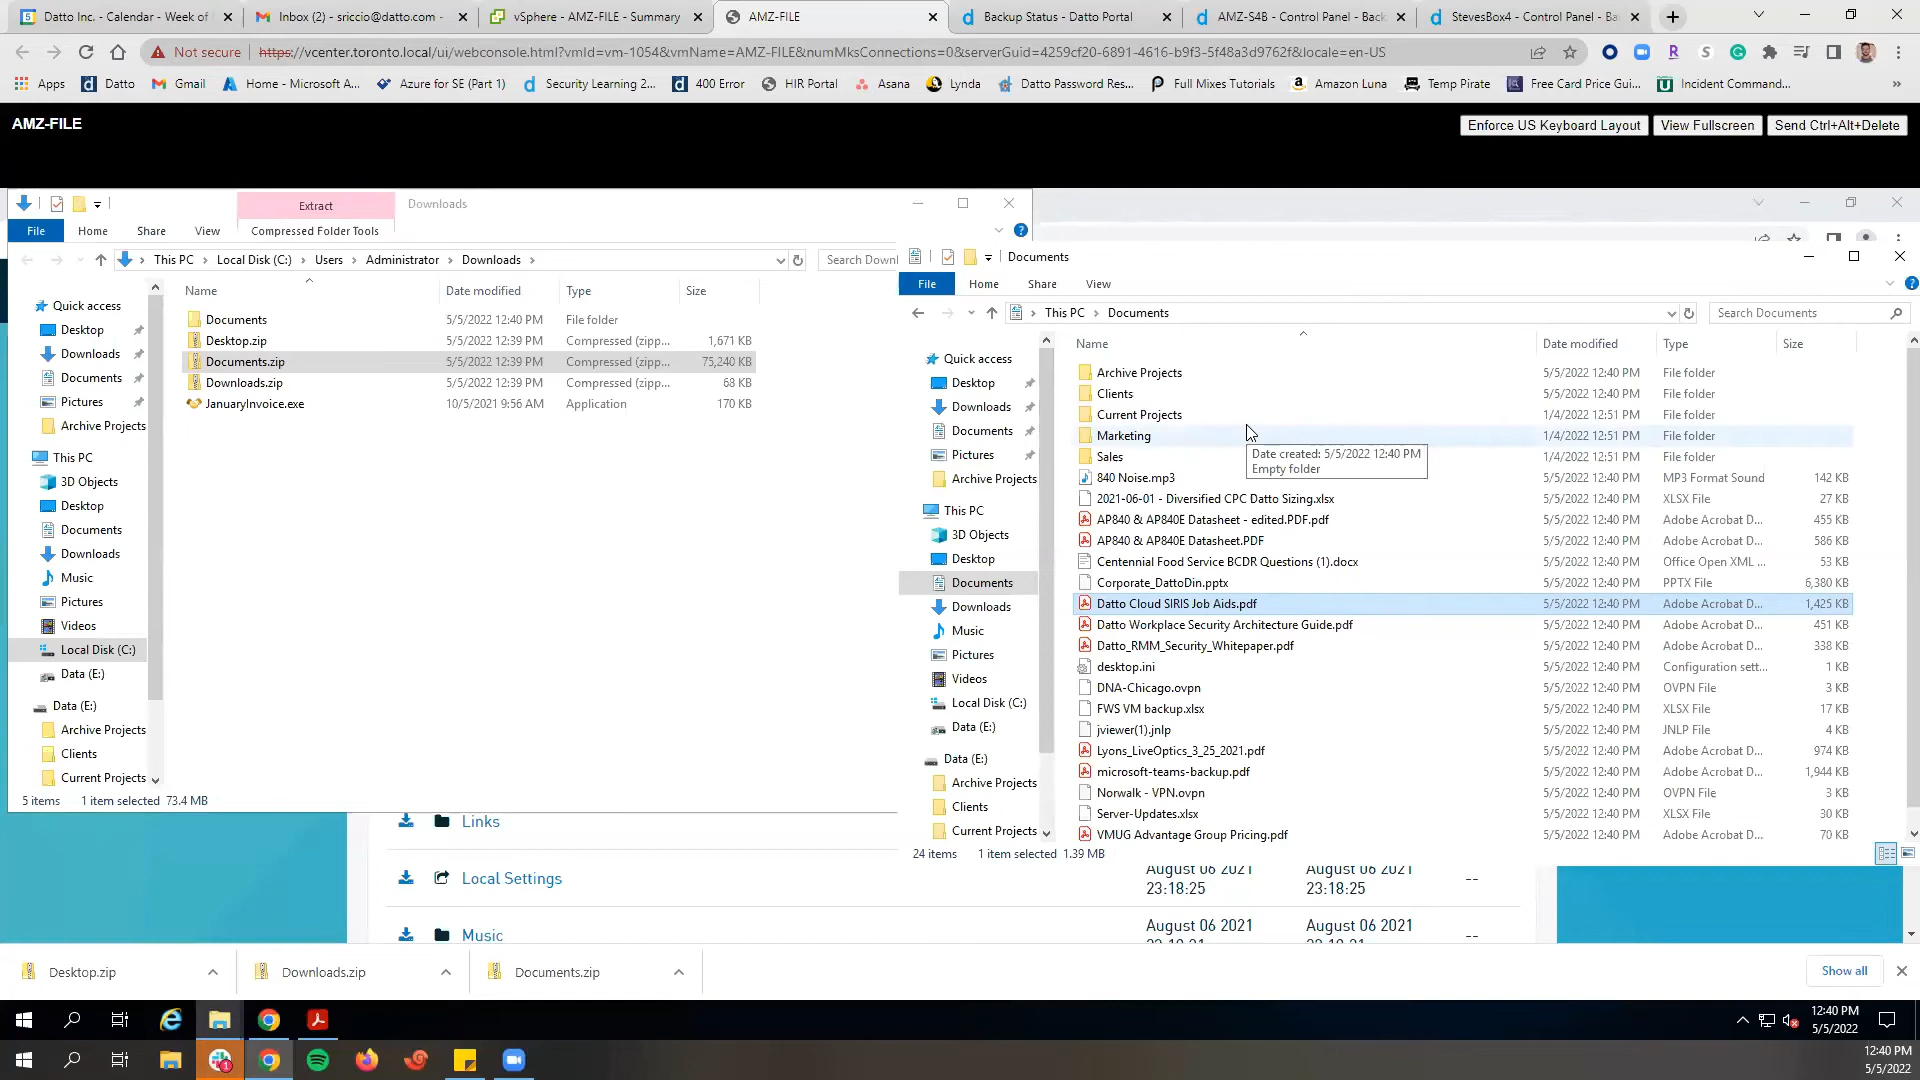 Datto Inc. - Calendar - Week of
Inbox (2) - sriccio@datto.com -
vSphere - AMZ-FILE - Summary
AMZ-FILE
Backup Status - Datto Portal
AMZ-S4B - Control Panel - Back
StevesBox4 - Control Panel - Ba
Not secure
https://vcenter.toronto.local/ui/webconsole.html?vmId=vm-1054&vmName=AMZ-FILE&numMksConnections=0&serverGuid=4259cf20-6891-4616-b9f3-5f48a3d9762f&locale=en-US
Apps
Datto
Gmail
Home - Microsoft A...
Azure for SE (Part 1)
Security Learning 2...
400 Error
HIR Portal
Asana
Lynda
Datto Password Res...
Full Mixes Tutorials
Amazon Luna
Temp Pirate
Free Card Price Gui...
Incident Command...
AMZ-FILE
Enforce US Keyboard Layout
View Fullscreen
Send Ctrl+Alt+Delete
Extract
Downloads
File
Home
Share
View
Compressed Folder Tools
This PC
Local Disk (C:)
Users
Administrator
Downloads
Search Downl
Name
Date modified
Type
Size
Documents 5/5/2022 12:40 PM File folder
Desktop.zip 5/5/2022 12:39 PM Compressed (zipp... 1,671 KB
Documents.zip 5/5/2022 12:39 PM Compressed (zipp... 75,240 KB
Downloads.zip 5/5/2022 12:39 PM Compressed (zipp... 68 KB
JanuaryInvoice.exe 10/5/2021 9:56 AM Application 170 KB
Quick access
Desktop
Downloads
Documents
Pictures
Archive Projects
This PC
3D Objects
Desktop
Documents
Downloads
Music
Pictures
Videos
Local Disk (C:)
Data (E:)
Data (E:)
Archive Projects
Clients
Current Projects
5 items 1 item selected 73.4 MB
Documents
File
Home
Share
View
This PC
Documents
Search Documents
Quick access
Desktop
Downloads
Documents
Pictures
Archive Projects
This PC
3D Objects
Desktop
Documents
Downloads
Music
Pictures
Videos
Local Disk (C:)
Data (E:)
Data (E:)
Archive Projects
Clients
Current Projects
Name
Date modified
Type
Size
Archive Projects 5/5/2022 12:40 PM File folder
Clients 5/5/2022 12:40 PM File folder
Current Projects 1/4/2022 12:51 PM File folder
Marketing 1/4/2022 12:51 PM File folder
Date created: 5/5/2022 12:40 PM
Empty folder
Sales 1/4/2022 12:51 PM File folder
840 Noise.mp3 5/5/2022 12:40 PM MP3 Format Sound 142 KB
2021-06-01 - Diversified CPC Datto Sizing.xlsx 5/5/2022 12:40 PM XLSX File 27 KB
AP840 & AP840E Datasheet - edited.PDF.pdf 5/5/2022 12:40 PM Adobe Acrobat D... 455 KB
AP840 & AP840E Datasheet.PDF 5/5/2022 12:40 PM Adobe Acrobat D... 586 KB
Centennial Food Service BCDR Questions (1).docx 5/5/2022 12:40 PM Office Open XML ... 53 KB
Corporate_DattoDin.pptx 5/5/2022 12:40 PM PPTX File 6,380 KB
Datto Cloud SIRIS Job Aids.pdf 5/5/2022 12:40 PM Adobe Acrobat D... 1,425 KB
Datto Workplace Security Architecture Guide.pdf 5/5/2022 12:40 PM Adobe Acrobat D... 451 KB
Datto_RMM_Security_Whitepaper.pdf 5/5/2022 12:40 PM Adobe Acrobat D... 338 KB
desktop.ini 5/5/2022 12:40 PM Configuration sett... 1 KB
DNA-Chicago.ovpn 5/5/2022 12:40 PM OVPN File 3 KB
FWS VM backup.xlsx 5/5/2022 12:40 PM XLSX File 17 KB
jviewer(1).jnlp 5/5/2022 12:40 PM JNLP File 4 KB
Lyons_LiveOptics_3_25_2021.pdf 5/5/2022 12:40 PM Adobe Acrobat D... 974 KB
microsoft-teams-backup.pdf 5/5/2022 12:40 PM Adobe Acrobat D... 1,944 KB
Norwalk - VPN.ovpn 5/5/2022 12:40 PM OVPN File 3 KB
Server-Updates.xlsx 5/5/2022 12:40 PM XLSX File 30 KB
VMUG Advantage Group Pricing.pdf 5/5/2022 12:40 PM Adobe Acrobat D... 70 KB
24 items 1 item selected 1.39 MB
Links
Local Settings
August 06 2021
23:18:25
August 06 2021
23:18:25
--
Music
August 06 2021
August 06 2021
--
Desktop.zip
Downloads.zip
Documents.zip
Show all
12:40 PM
5/5/2022
1
12:40 PM
5/5/2022